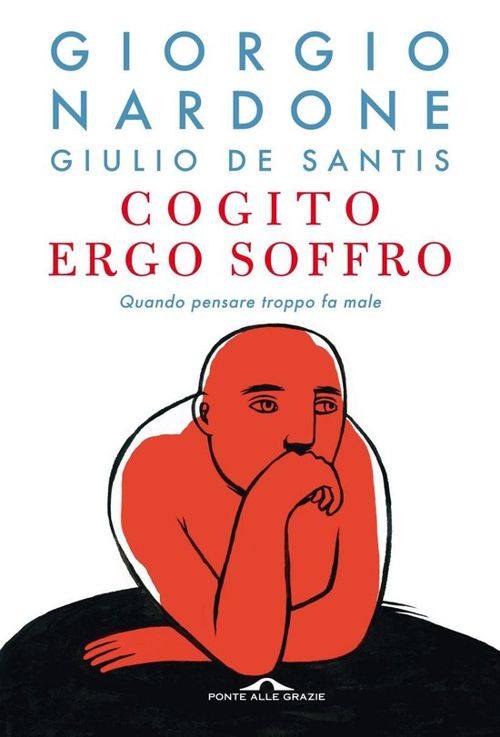 GIORGIO
NARDONE
GIULIO DE SANTIS
COGITO
ERGO SOFFRO
Quando pensare troppo fa male
PONTE ALLE GRAZIE